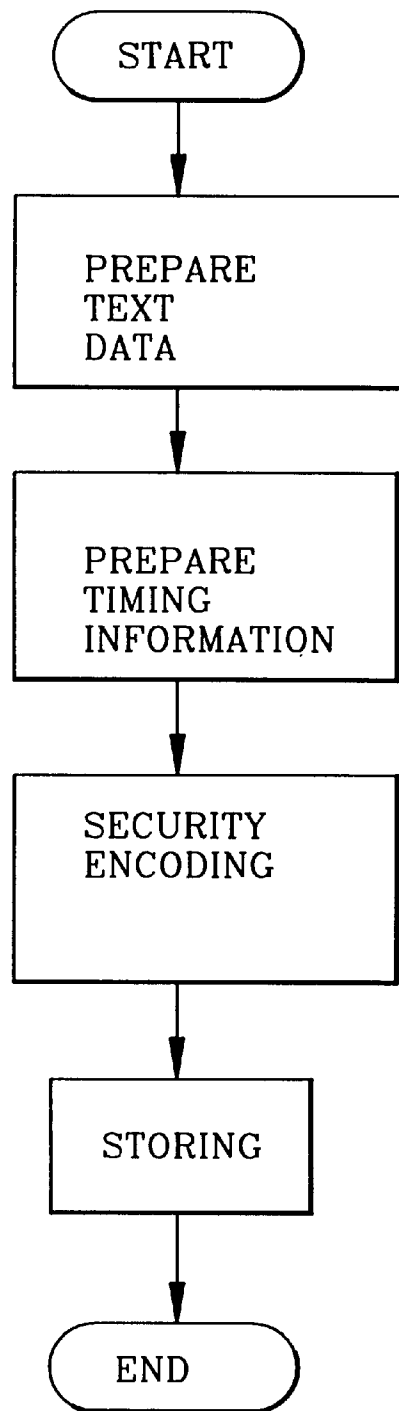 START
PREPARE
TEXT
DATA
PREPARE
TIMING
INFORMATION
SECURITY
ENCODING
STORING
END